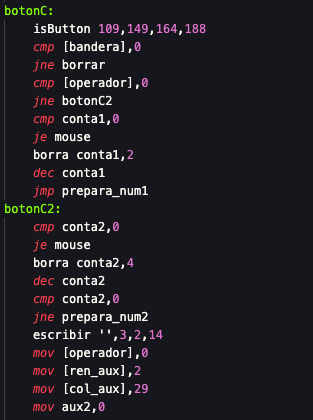 botonC:
isButton 109,149,164,188
cmp [bandera],0
jne borrar
cmp [operador],0
jne botonC2
cmp conta1,0
je mouse
borra conta1,2
dec conta1
jmp prepara_num1
botonC2:
cmp conta2,0
je mouse
borra conta2,4
dec conta2
cmp conta2,0
jne prepara_num2
escribir '',3,2,14
mov [operador],0
mov [ren_aux],2
mov [col_aux],29
mov aux2,0